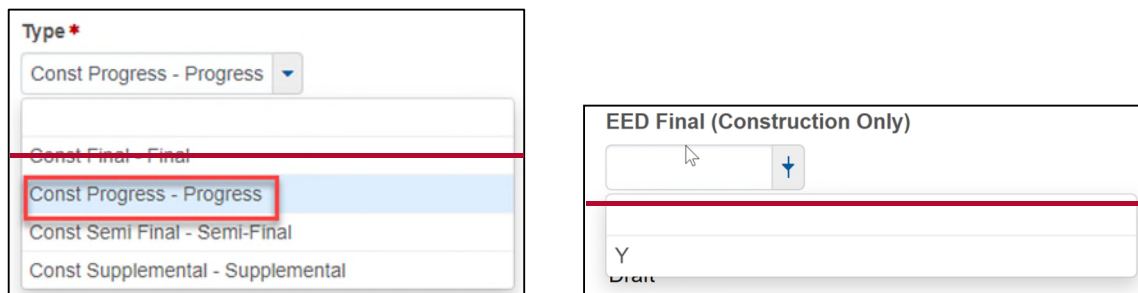 Type*
Const Progress - Progress
Const Final - Final
Const Progress - Progress
Const Semi Final - Semi-Final
Const Supplemental - Supplemental
EED Final (Construction Only)
Y
Draft